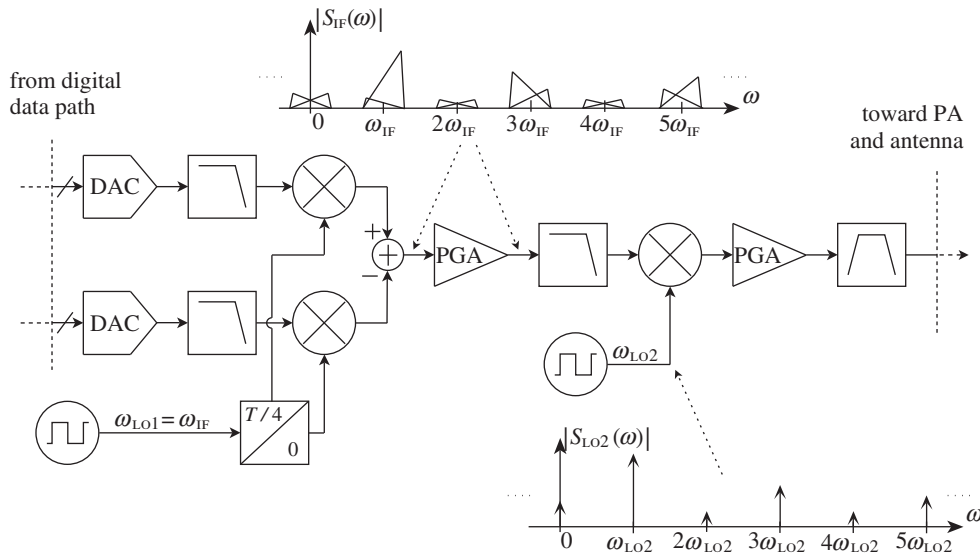 |S_IF(ω)|
from digital
data path
0 ω_IF 2ω_IF 3ω_IF 4ω_IF 5ω_IF ω
toward PA
and antenna
DAC
+
+
−
PGA
PGA
DAC
ω_LO1 = ω_IF
T/4
0
ω_LO2
|S_LO2(ω)|
0 ω_LO2 2ω_LO2 3ω_LO2 4ω_LO2 5ω_LO2 ω